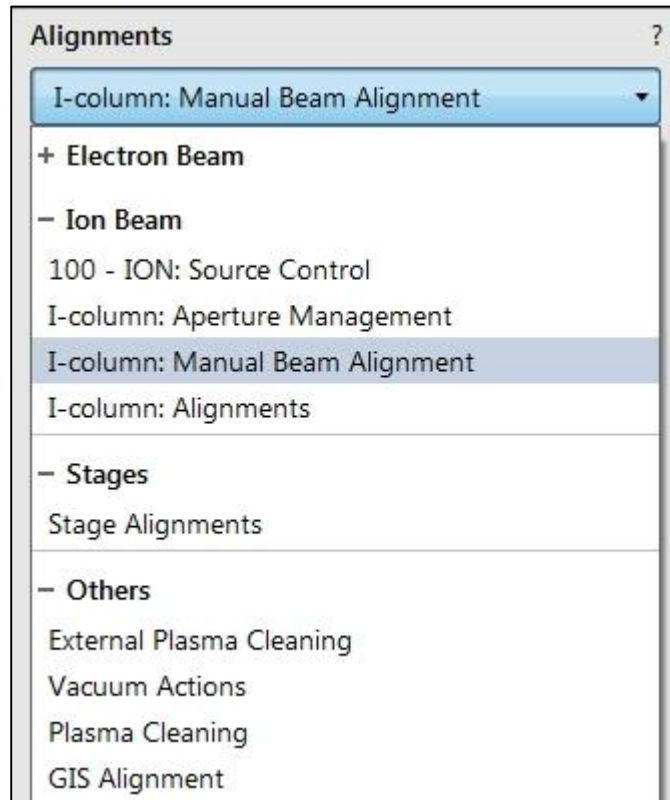 Alignments ?
I-column: Manual Beam Alignment
+ Electron Beam
− Ion Beam
100 - ION: Source Control
I-column: Aperture Management
I-column: Manual Beam Alignment
I-column: Alignments
− Stages
Stage Alignments
− Others
External Plasma Cleaning
Vacuum Actions
Plasma Cleaning
GIS Alignment